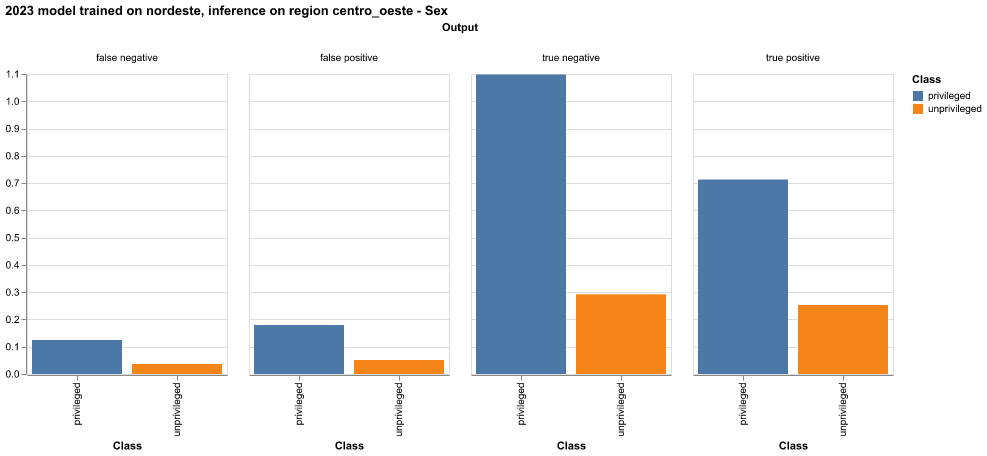 2023 model trained on nordeste, inference on region centro_oeste - Sex
Output
false negative
false positive
true negative
true positive
1.1
1.0
0.9
0.8
0.7
0.6
0.5
0.4
0.3
0.2
0.1
0.0
privileged
unprivileged
privileged
unprivileged
privileged
unprivileged
privileged
unprivileged
Class
Class
Class
Class
Class
privileged
unprivileged